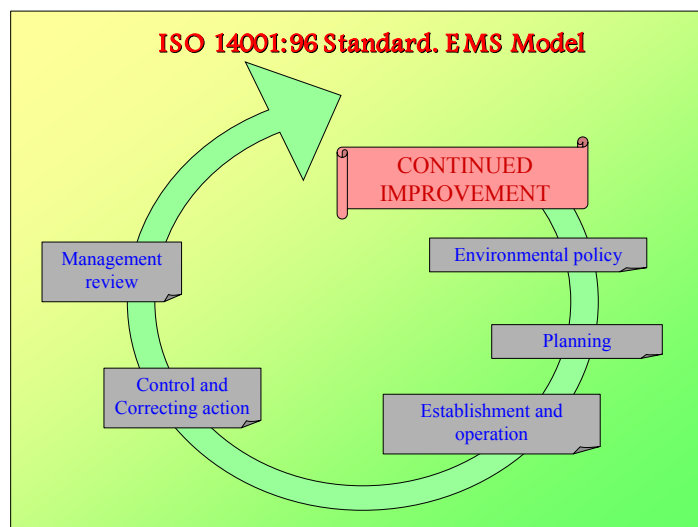 ISO 14001:96 Standard. EMS Model
CONTINUED
IMPROVEMENT
Environmental policy
Planning
Establishment and
operation
Control and
Correcting action
Management
review